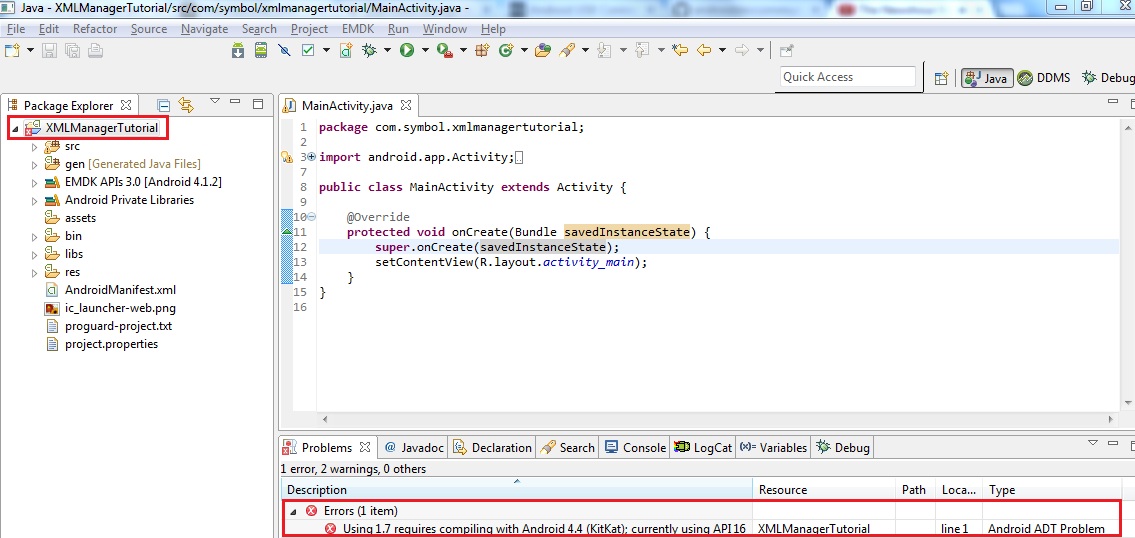 Java - XMLManagerTutorial/src/com/symbol/xmlmanagertutorial/MainActivity.java -
File Edit Refactor Source Navigate Search Project EMDK Run Window Help
Quick Access
Java
DDMS
Debug
Package Explorer
XMLManagerTutorial
src
gen [Generated Java Files]
EMDK APIs 3.0 [Android 4.1.2]
Android Private Libraries
assets
bin
libs
res
AndroidManifest.xml
ic_launcher-web.png
proguard-project.txt
project.properties
MainActivity.java
1 package com.symbol.xmlmanagertutorial;
2
3 import android.app.Activity;
7
8 public class MainActivity extends Activity {
9
10 @Override
11 protected void onCreate(Bundle savedInstanceState) {
12 super.onCreate(savedInstanceState);
13 setContentView(R.layout.activity_main);
14 }
15 }
16
Problems @ Javadoc Declaration Search Console LogCat (x)= Variables Debug
1 error, 2 warnings, 0 others
Description Resource Path Loca... Type
Errors (1 item)
Using 1.7 requires compiling with Android 4.4 (KitKat); currently using API 16 XMLManagerTutorial line 1 Android ADT Problem